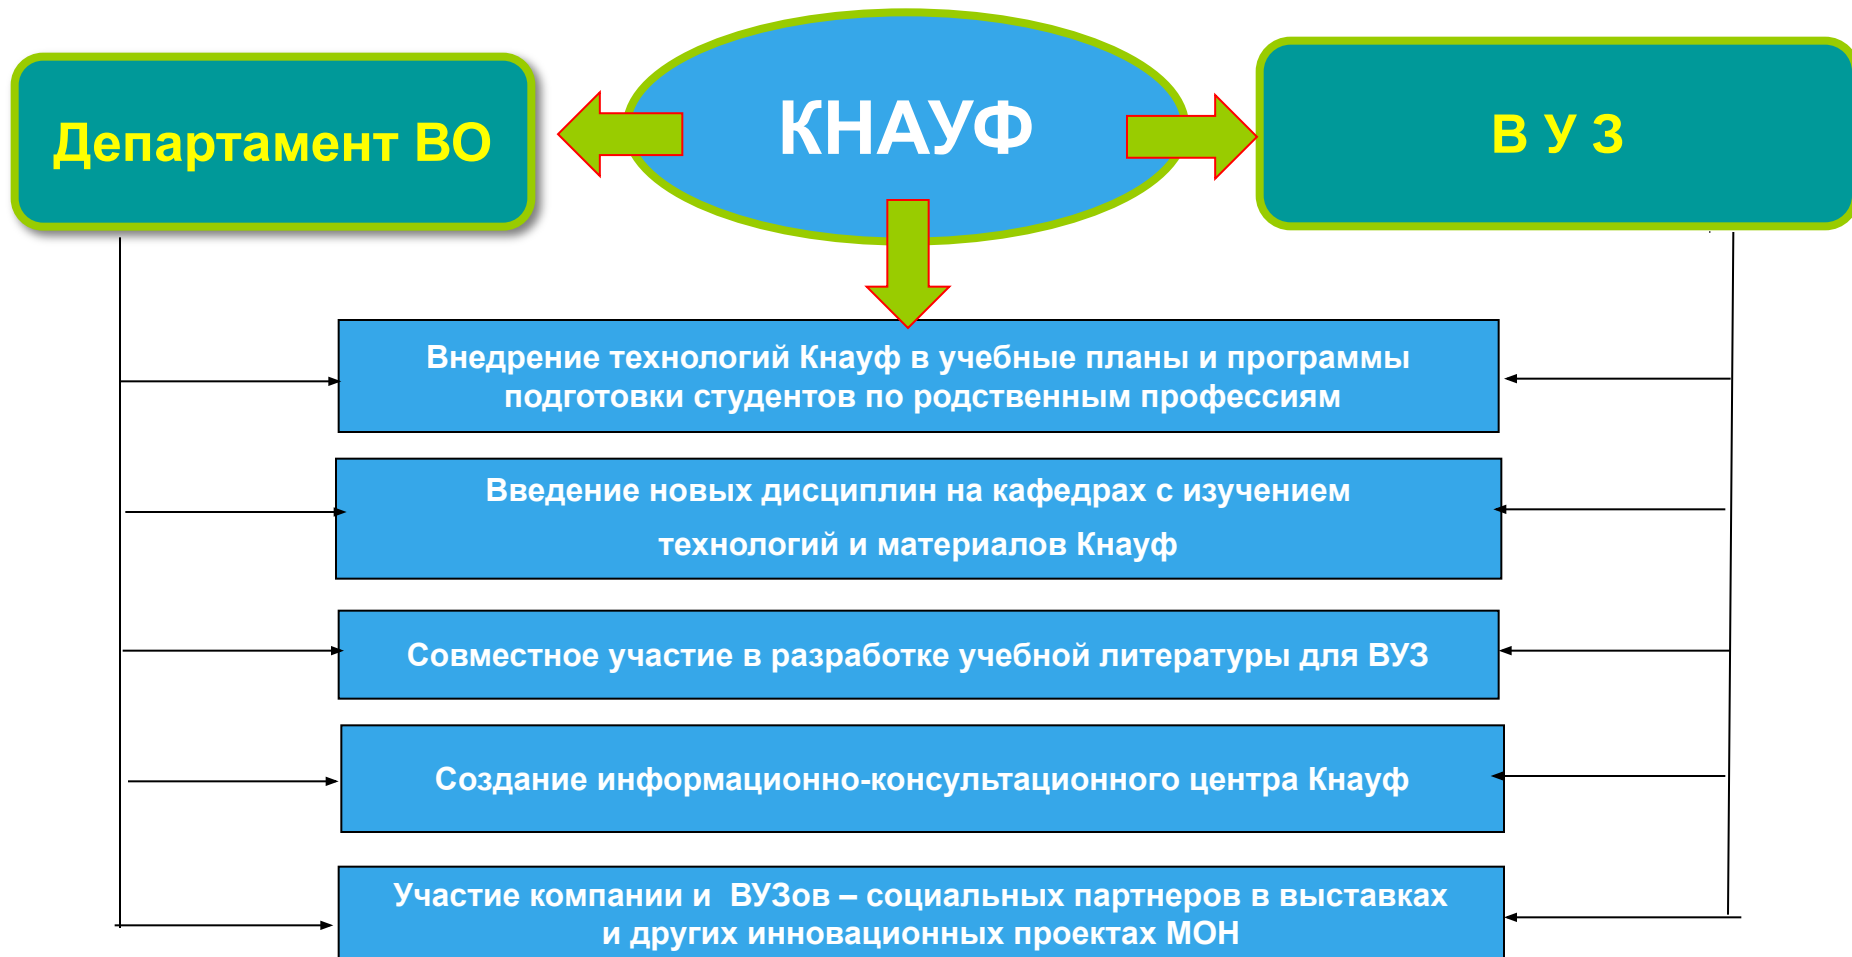 Департамент ВО
КНАУФ
В У З
Внедрение технологий Кнауф в учебные планы и программы
подготовки студентов по родственным профессиям
Введение новых дисциплин на кафедрах с изучением
технологий и материалов Кнауф
Совместное участие в разработке учебной литературы для ВУЗ
Создание информационно-консультационного центра Кнауф
Участие компании и ВУЗов – социальных партнеров в выставках
и других инновационных проектах МОН